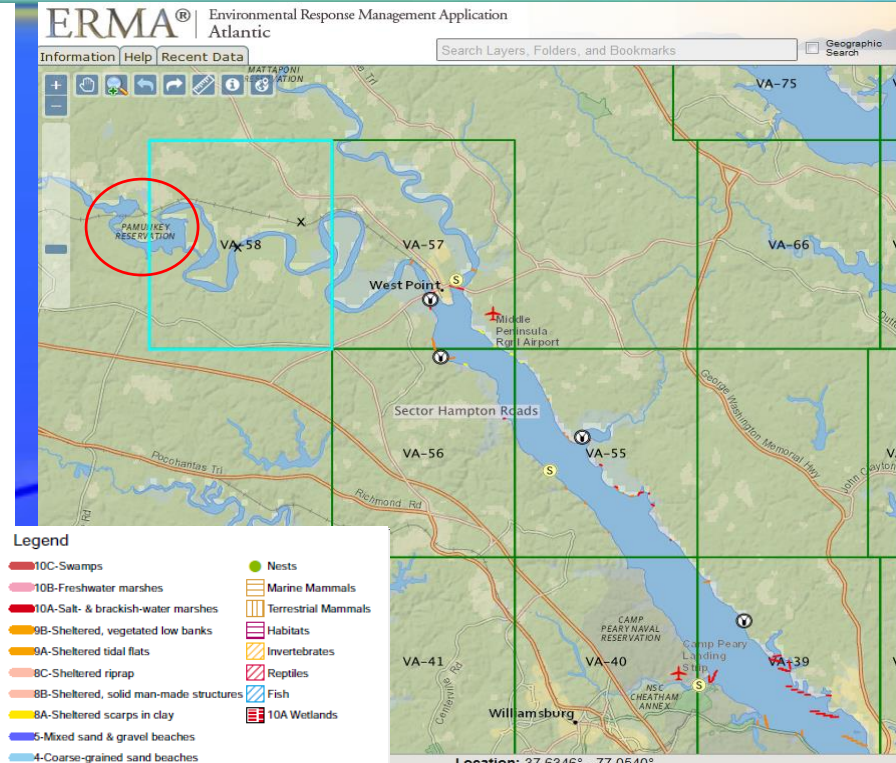 ERMA® Environmental Response Management Application
Atlantic
Search Layers, Folders, and Bookmarks
Geographic
Search
Information Help Recent Data
MATTAPONI
VA-75
PAMUNKEY
RESERVATION
X
VA-58
X
VA-57
VA-66
West Point
S
Middle
Peninsula
Rgnl Airport
George Washington Memorial Hwy
Sector Hampton Roads
VA-56
VA-55
S
Pocohantas Trl
Richmond Rd
CAMP
PEARY NAVAL
RESERVATION
Camp Peary
Landing
Strip
VA-41
VA-40
VA-39
S
NSC
CHEATHAM
ANNEX
Williamsburg
Location: 37.6346° -77.0540°
Legend
10C-Swamps
10B-Freshwater marshes
10A-Salt- & brackish-water marshes
9B-Sheltered, vegetated low banks
9A-Sheltered tidal flats
8C-Sheltered riprap
8B-Sheltered, solid man-made structures
8A-Sheltered scarps in clay
5-Mixed sand & gravel beaches
4-Coarse-grained sand beaches
Nests
Marine Mammals
Terrestrial Mammals
Habitats
Invertebrates
Reptiles
Fish
10A Wetlands